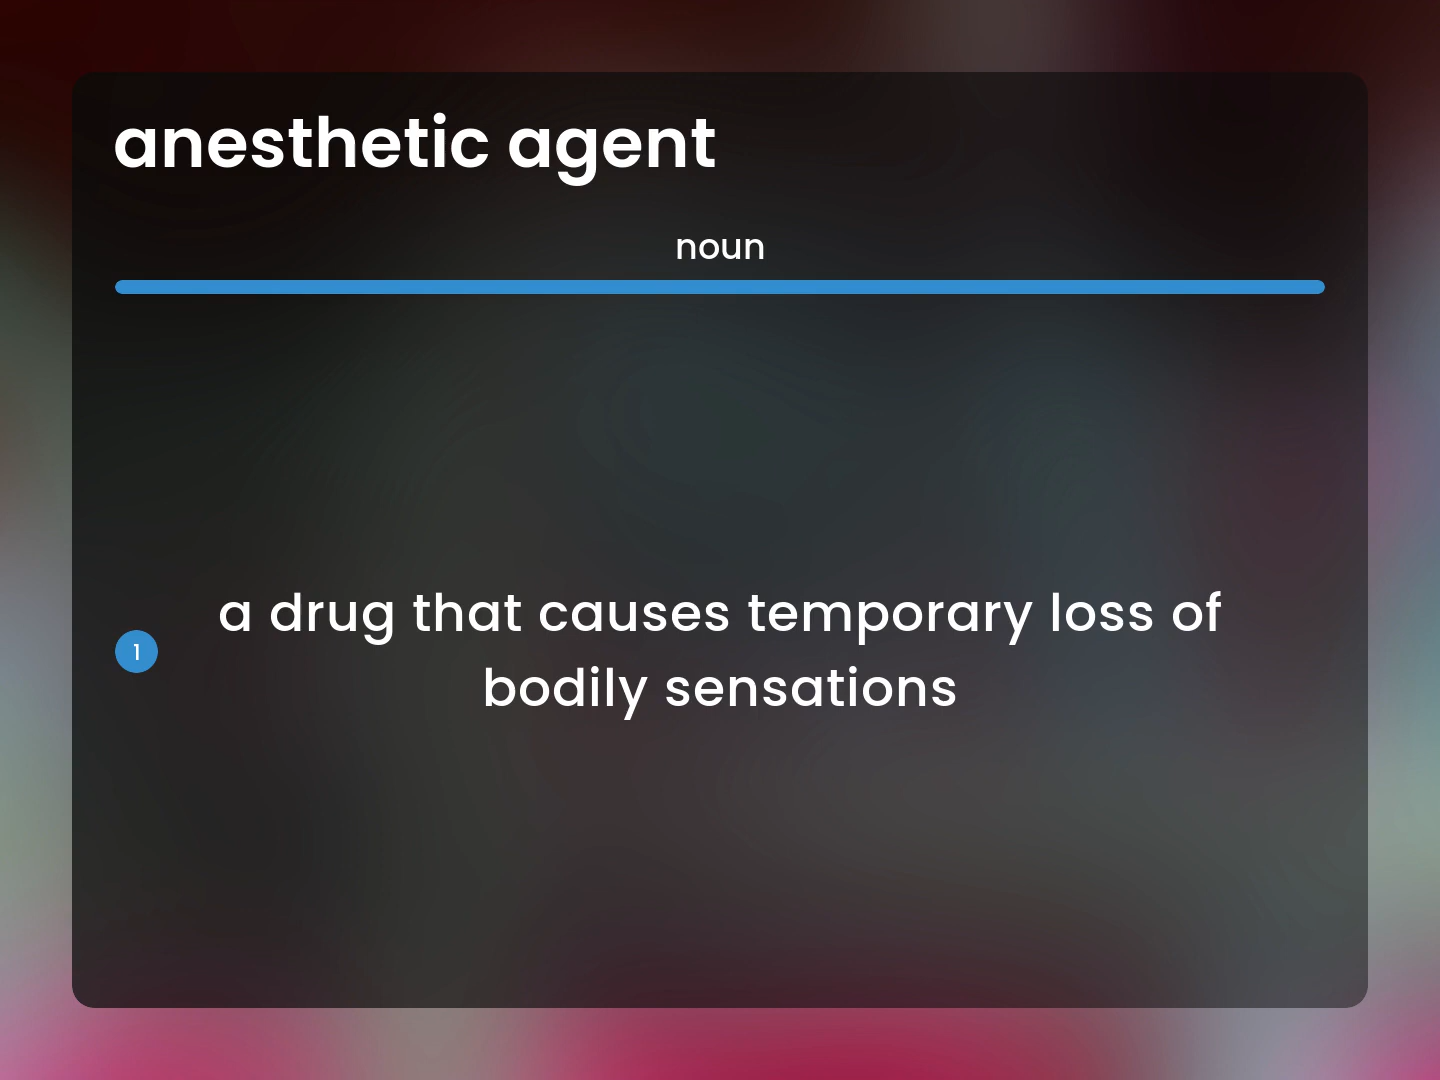 anesthetic agent
noun
1
a drug that causes temporary loss of
bodily sensations